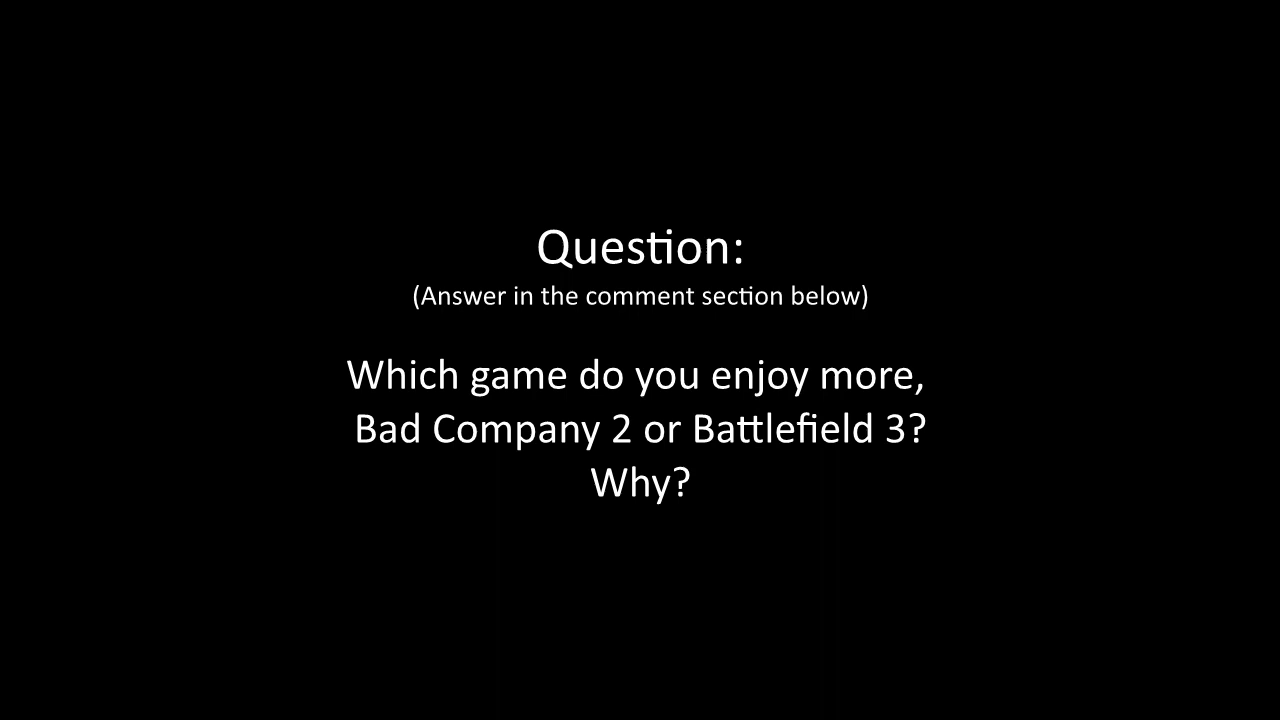 Question:
(Answer in the comment section below)
Which game do you enjoy more,
Bad Company 2 or Battlefield 3?
Why?